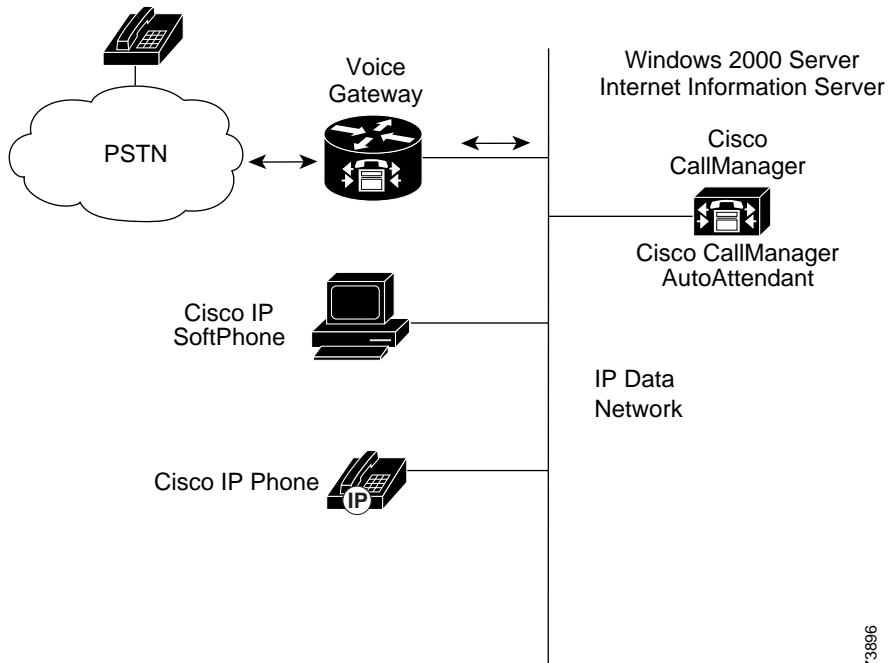 Voice
Gateway
Windows 2000 Server
Internet Information Server
PSTN
Cisco
CallManager
Cisco CallManager
AutoAttendant
Cisco IP
SoftPhone
IP Data
Network
Cisco IP Phone
IP